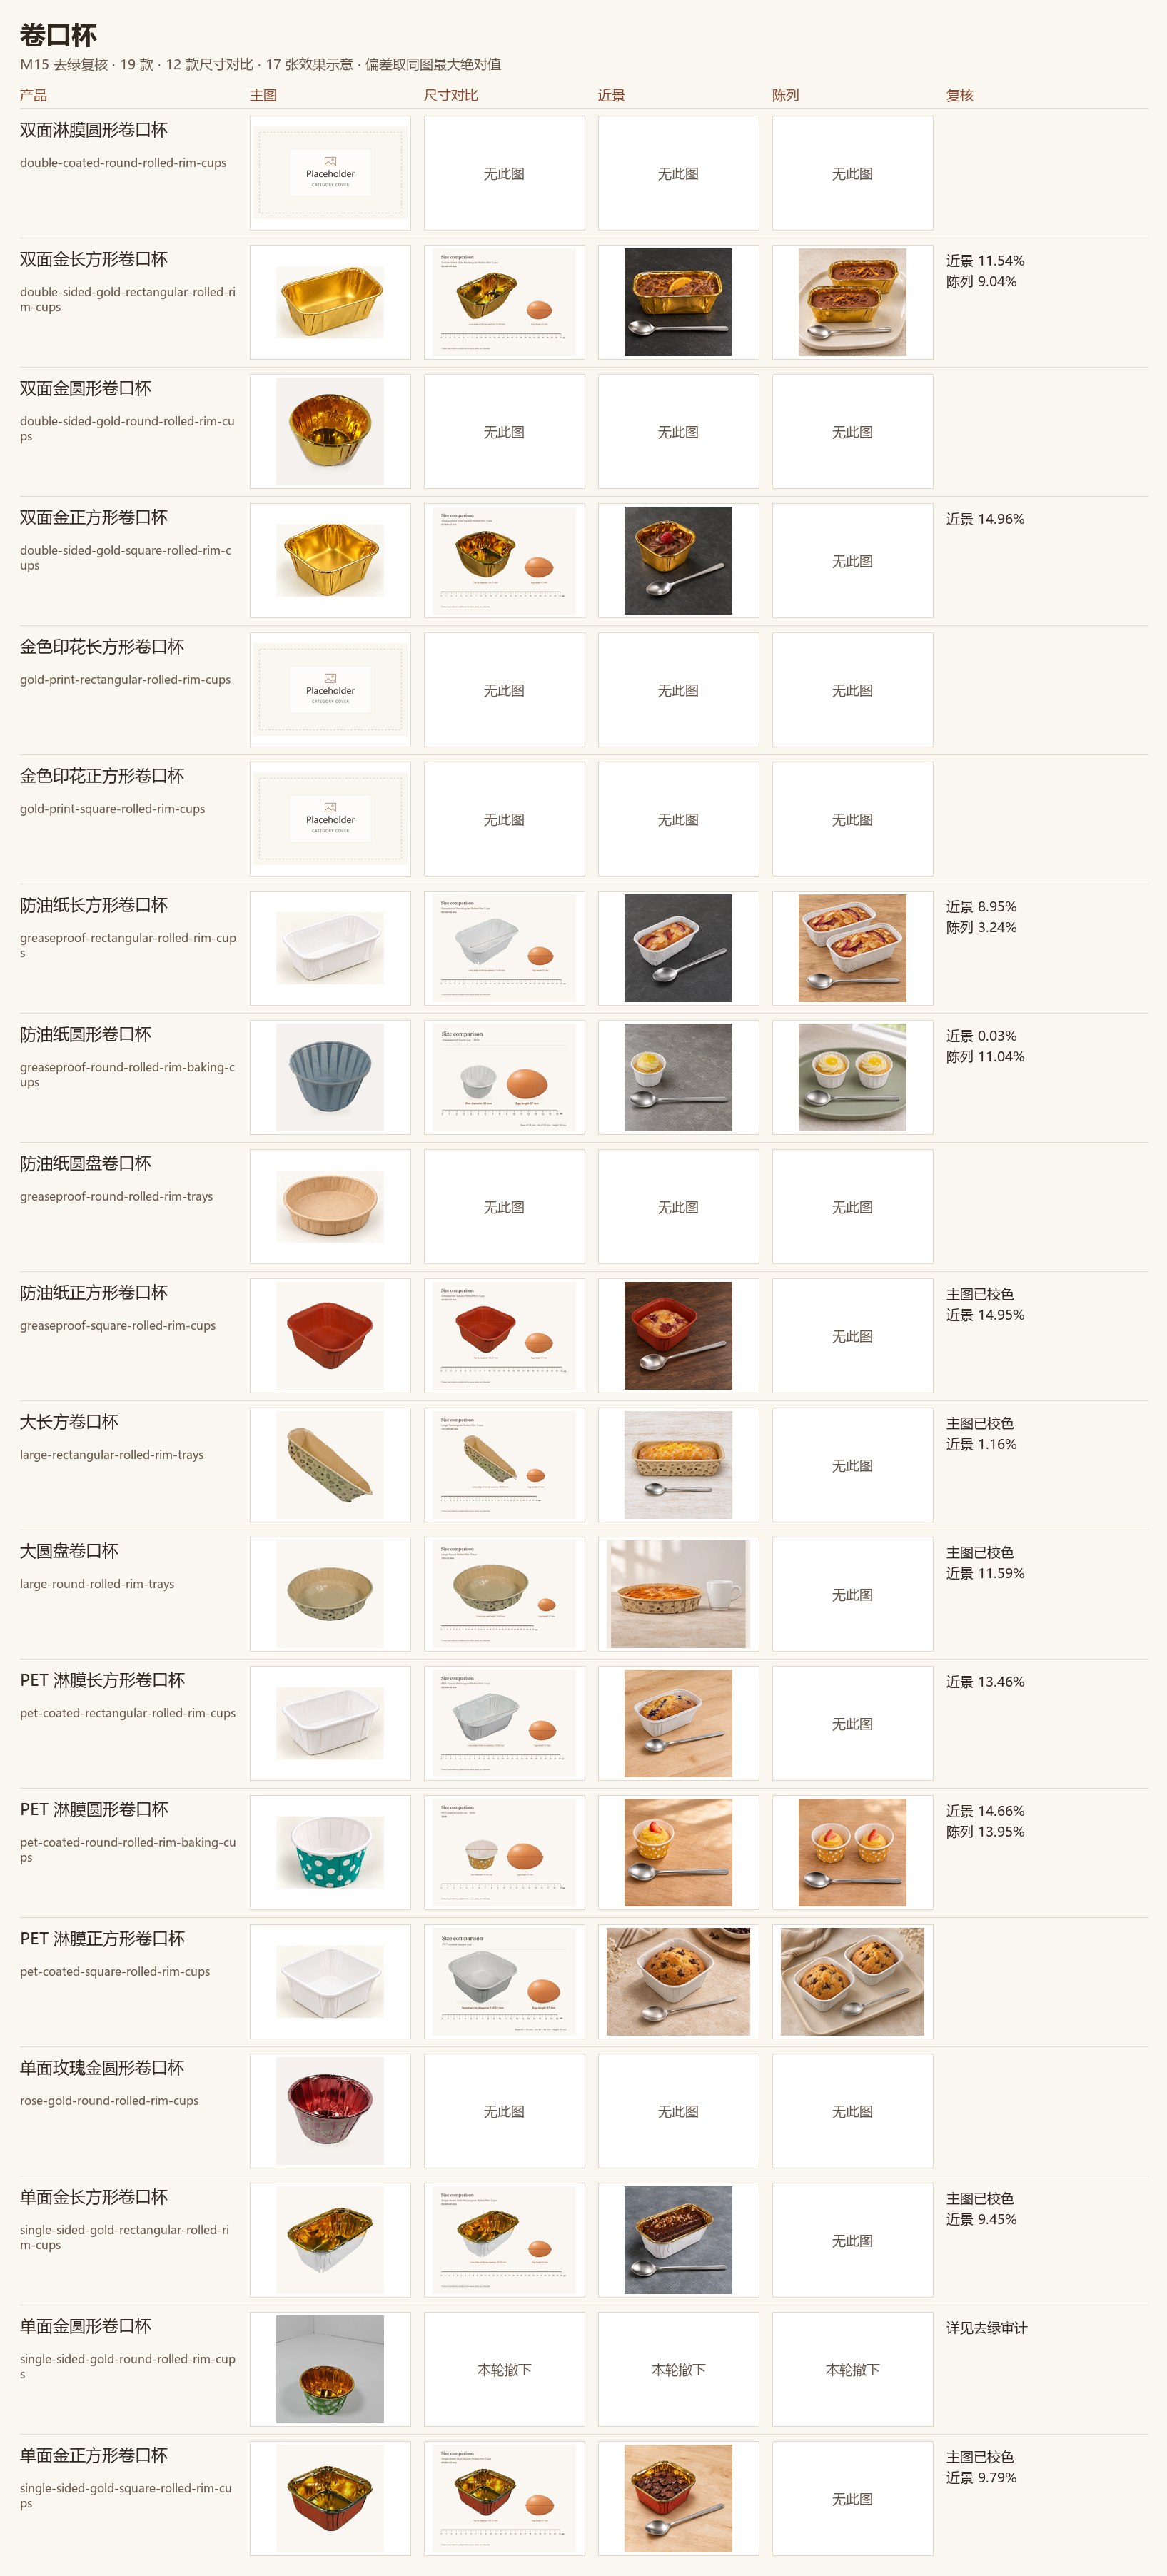 卷口杯
M15 去绿复核 · 19 款 · 12 款尺寸对比 · 17 张效果示意 · 偏差取同图最大绝对值
产品 主图 尺寸对比 近景 陈列 复核
双面淋膜圆形卷口杯
double-coated-round-rolled-rim-cups
Placeholder
CATEGORY COVER
无此图 无此图 无此图
双面金长方形卷口杯
double-sided-gold-rectangular-rolled-ri
m-cups
Size comparison
近景 11.54%
陈列 9.04%
双面金圆形卷口杯
double-sided-gold-round-rolled-rim-cu
ps
无此图 无此图 无此图
双面金正方形卷口杯
double-sided-gold-square-rolled-rim-c
ups
Size comparison
无此图
近景 14.96%
金色印花长方形卷口杯
gold-print-rectangular-rolled-rim-cups
Placeholder
CATEGORY COVER
无此图 无此图 无此图
金色印花正方形卷口杯
gold-print-square-rolled-rim-cups
Placeholder
CATEGORY COVER
无此图 无此图 无此图
防油纸长方形卷口杯
greaseproof-rectangular-rolled-rim-cup
s
Size comparison
近景 8.95%
陈列 3.24%
防油纸圆形卷口杯
greaseproof-round-rolled-rim-baking-c
ups
Size comparison
近景 0.03%
陈列 11.04%
防油纸圆盘卷口杯
greaseproof-round-rolled-rim-trays
无此图 无此图 无此图
防油纸正方形卷口杯
greaseproof-square-rolled-rim-cups
Size comparison
无此图
主图已校色
近景 14.95%
大长方卷口杯
large-rectangular-rolled-rim-trays
Size comparison
无此图
主图已校色
近景 1.16%
大圆盘卷口杯
large-round-rolled-rim-trays
Size comparison
无此图
主图已校色
近景 11.59%
PET 淋膜长方形卷口杯
pet-coated-rectangular-rolled-rim-cups
Size comparison
无此图
近景 13.46%
PET 淋膜圆形卷口杯
pet-coated-round-rolled-rim-baking-cu
ps
Size comparison
近景 14.66%
陈列 13.95%
PET 淋膜正方形卷口杯
pet-coated-square-rolled-rim-cups
Size comparison
单面玫瑰金圆形卷口杯
rose-gold-round-rolled-rim-cups
无此图 无此图 无此图
单面金长方形卷口杯
single-sided-gold-rectangular-rolled-ri
m-cups
Size comparison
无此图
主图已校色
近景 9.45%
单面金圆形卷口杯
single-sided-gold-round-rolled-rim-cup
s
本轮撤下 本轮撤下 本轮撤下
详见去绿审计
单面金正方形卷口杯
single-sided-gold-square-rolled-rim-cu
ps
Size comparison
无此图
主图已校色
近景 9.79%